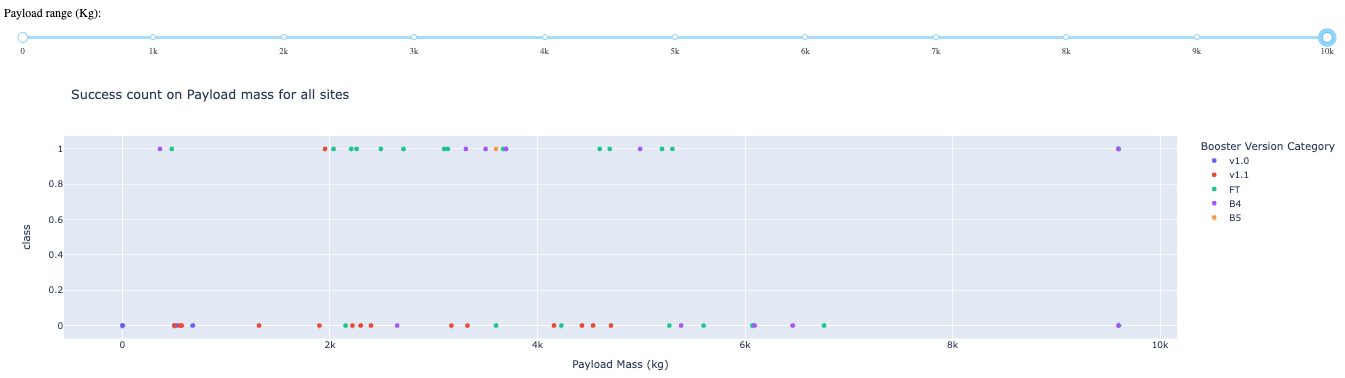 Payload range (Kg):
0 1k 2k 3k 4k 5k 6k 7k 8k 9k 10k
Success count on Payload mass for all sites
1
0.8
0.6
0.4
0.2
0
class
0 2k 4k 6k 8k 10k
Payload Mass (kg)
Booster Version Category
v1.0
v1.1
FT
B4
B5